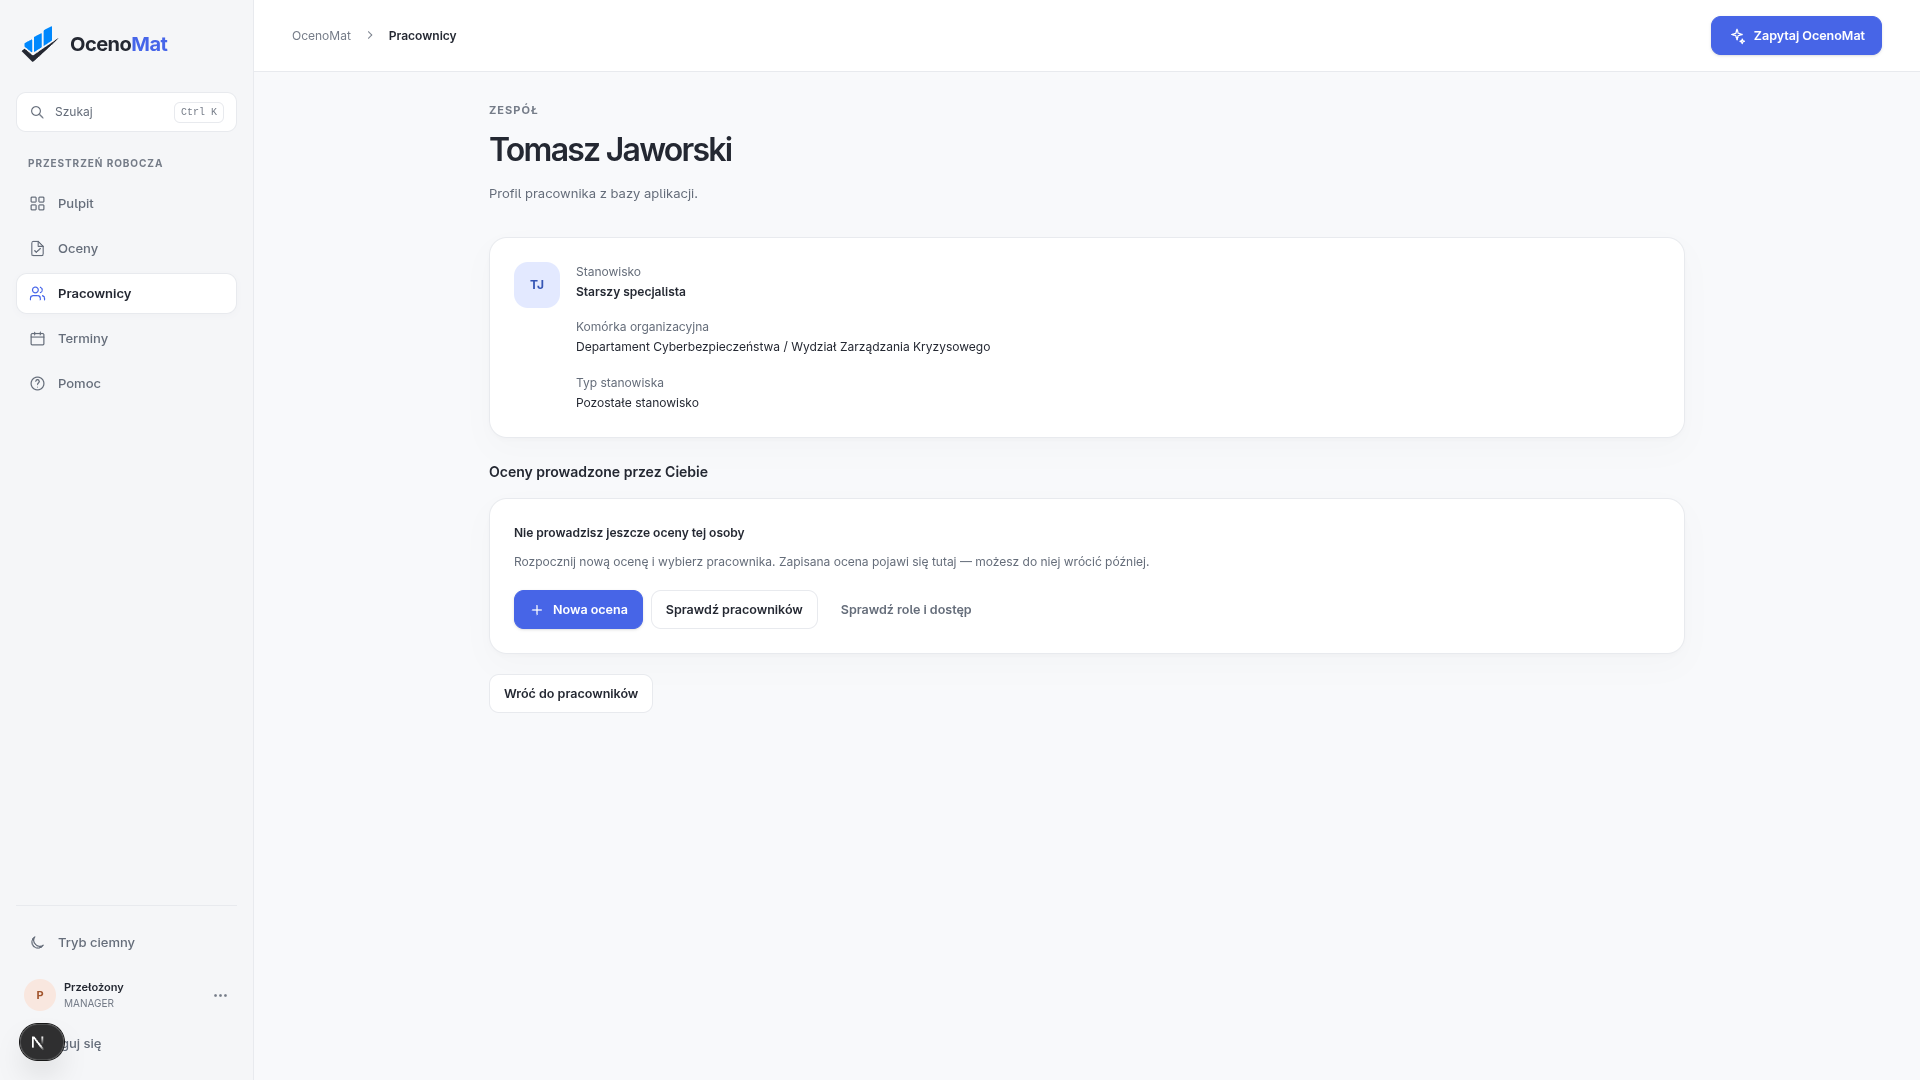 OcenoMat
Szukaj
Ctrl K
PRZESTRZEŃ ROBOCZA
Pulpit
Oceny
Pracownicy
Terminy
Pomoc
Tryb ciemny
P
Przełożony
MANAGER
N
guj się
OcenoMat
Pracownicy
Zapytaj OcenoMat
ZESPÓŁ
Tomasz Jaworski
Profil pracownika z bazy aplikacji.
TJ
Stanowisko
Starszy specjalista
Komórka organizacyjna
Departament Cyberbezpieczeństwa / Wydział Zarządzania Kryzysowego
Typ stanowiska
Pozostałe stanowisko
Oceny prowadzone przez Ciebie
Nie prowadzisz jeszcze oceny tej osoby
Rozpocznij nową ocenę i wybierz pracownika. Zapisana ocena pojawi się tutaj — możesz do niej wrócić później.
Nowa ocena
Sprawdź pracowników
Sprawdź role i dostęp
Wróć do pracowników